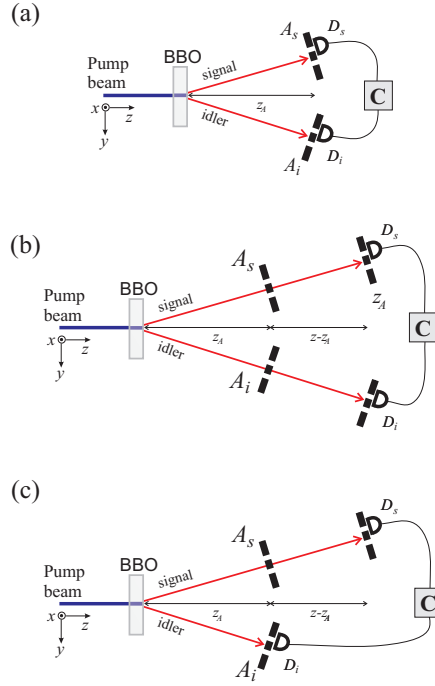 (a)
A_s
D_s
BBO
Pump
beam
signal
C
x
z
z_A
y
idler
D_i
A_i
(b)
D_s
A_s
BBO
Pump
beam
signal
z_A
C
x
z
z_A
z-z_A
y
idler
A_i
D_i
(c)
D_s
A_s
BBO
Pump
beam
signal
C
x
z
z_A
z-z_A
y
idler
A_i
D_i